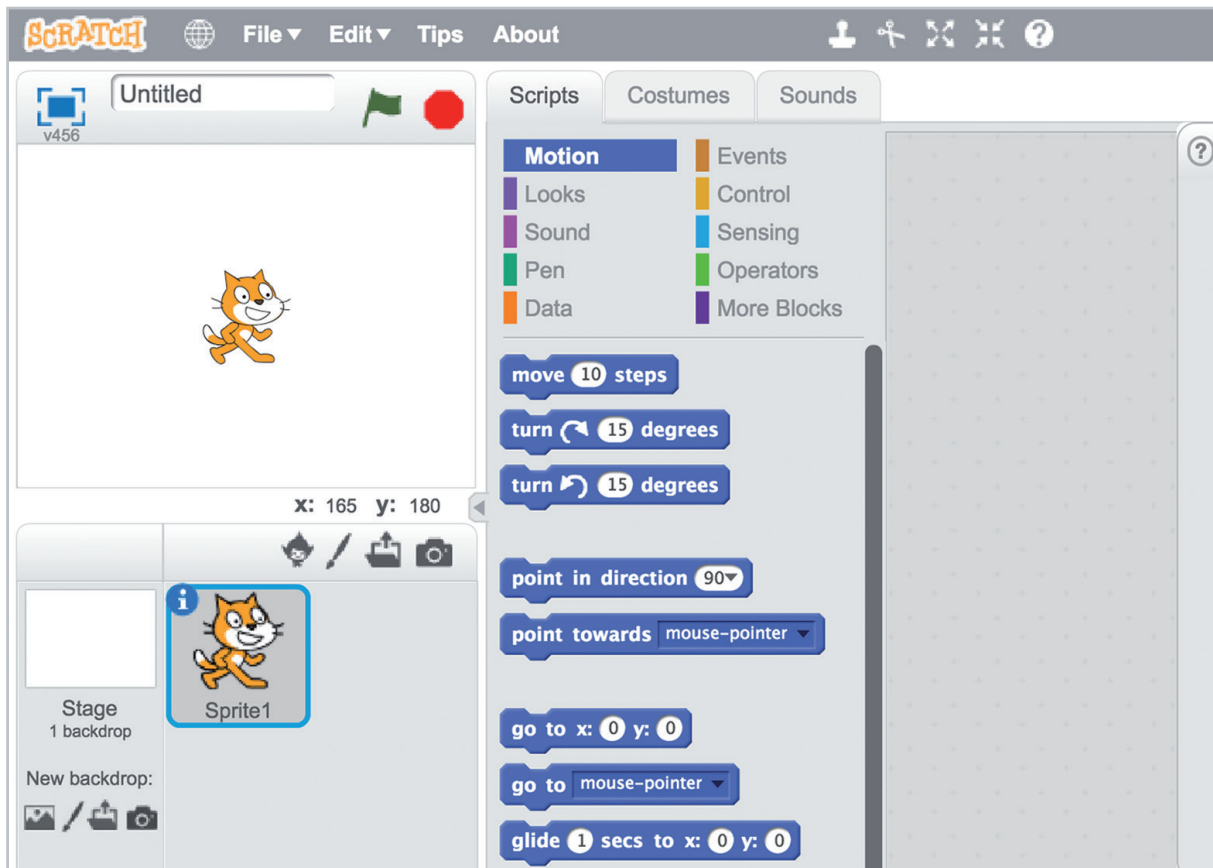 SCRATCH File Edit Tips About ?
Untitled
v456
x: 165 y: 180
Stage
1 backdrop
New backdrop:
i
Sprite1
Scripts Costumes Sounds
Motion Events
Looks Control
Sound Sensing
Pen Operators
Data More Blocks
move 10 steps
turn 15 degrees
turn 15 degrees
point in direction 90
point towards mouse-pointer
go to x: 0 y: 0
go to mouse-pointer
glide 1 secs to x: 0 y: 0
?